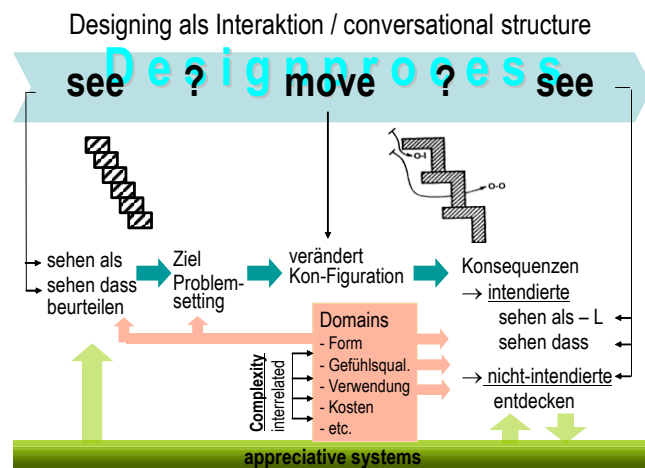 Designing als Interaktion / conversational structure
Designprocess
see ? move ? see
O-I
O-O
sehen als
sehen dass
beurteilen
Ziel
Problem-
setting
verändert
Kon-Figuration
Konsequenzen
→ intendierte
sehen als – L
sehen dass
→ nicht-intendierte
entdecken
Domains
- Form
- Gefühlsqual.
- Verwendung
- Kosten
- etc.
Complexity
interrelated
appreciative systems